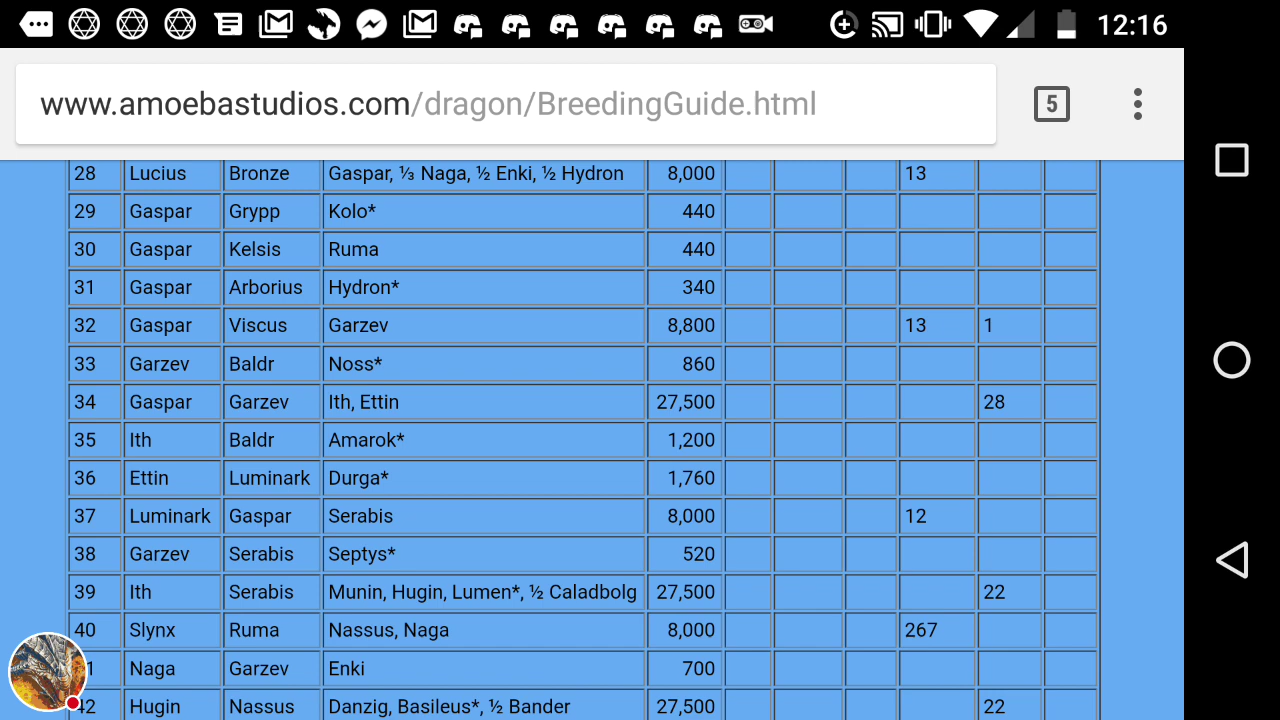 12:16
www.amoebastudios.com/dragon/BreedingGuide.html 5
28 Lucius Bronze Gaspar, ⅓ Naga, ½ Enki, ½ Hydron 8,000 13
29 Gaspar Grypp Kolo* 440
30 Gaspar Kelsis Ruma 440
31 Gaspar Arborius Hydron* 340
32 Gaspar Viscus Garzev 8,800 13 1
33 Garzev Baldr Noss* 860
34 Gaspar Garzev Ith, Ettin 27,500 28
35 Ith Baldr Amarok* 1,200
36 Ettin Luminark Durga* 1,760
37 Luminark Gaspar Serabis 8,000 12
38 Garzev Serabis Septys* 520
39 Ith Serabis Munin, Hugin, Lumen*, ½ Caladbolg 27,500 22
40 Slynx Ruma Nassus, Naga 8,000 267
1 Naga Garzev Enki 700
42 Hugin Nassus Danzig, Basileus*, ½ Bander 27,500 22